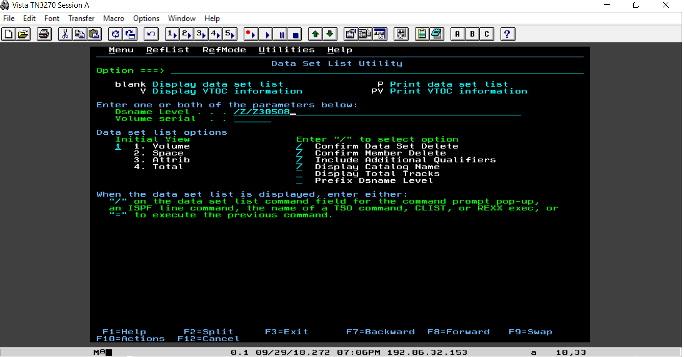 Vista TN3270 Session A
File Edit Font Transfer Macro Options Window Help
1 2 3 4 5 A B C ?
Menu RefList RefMode Utilities Help
Data Set List Utility
Option ===>
blank Display data set list P Print data set list
V Display VTOC information PV Print VTOC information
Enter one or both of the parameters below:
Dsname Level . . . /Z/Z30508_
Volume serial . .
Data set list options
Initial View Enter "/" to select option
1 1. Volume / Confirm Data Set Delete
2. Space / Confirm Member Delete
3. Attrib / Include Additional Qualifiers
4. Total / Display Catalog Name
Display Total Tracks
Prefix Dsname Level
When the data set list is displayed, enter either:
"/" on the data set list command field for the command prompt pop-up,
an ISPF line command, the name of a TSO command, CLIST, or REXX exec, or
"=" to execute the previous command.
F1=Help F2=Split F3=Exit F7=Backward F8=Forward F9=Swap
F10=Actions F12=Cancel
0.1 09/29/10.272 07:06PM 192.86.32.153 a 10,33